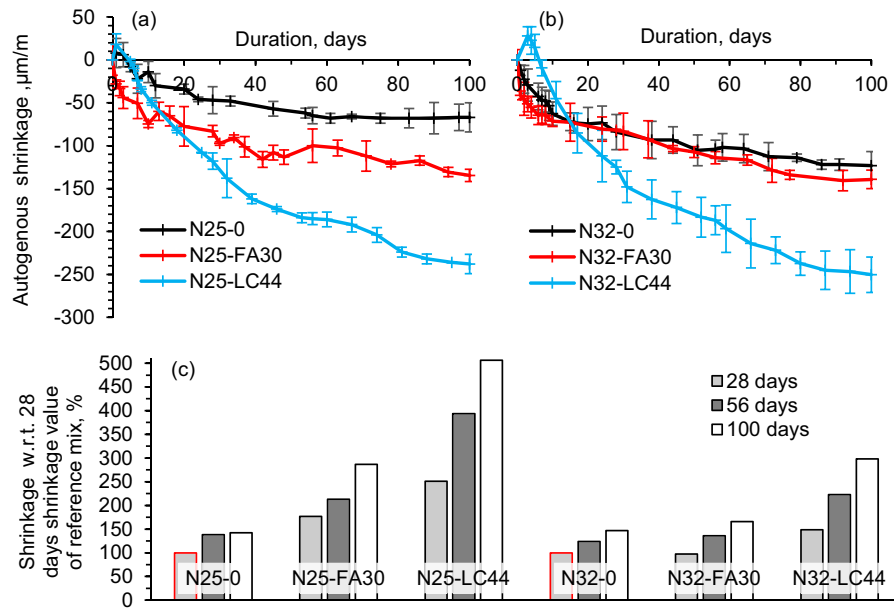 (a)
Duration, days
Autogenous shrinkage ,µm/m
50
0
-50
-100
-150
-200
-250
-300
0 20 40 60 80 100
N25-0
N25-FA30
N25-LC44
(b)
Duration, days
0 20 40 60 80 100
N32-0
N32-FA30
N32-LC44
(c)
Shrinkage w.r.t. 28
days shrinkage value
of reference mix, %
500
450
400
350
300
250
200
150
100
50
0
28 days
56 days
100 days
N25-0 N25-FA30 N25-LC44 N32-0 N32-FA30 N32-LC44